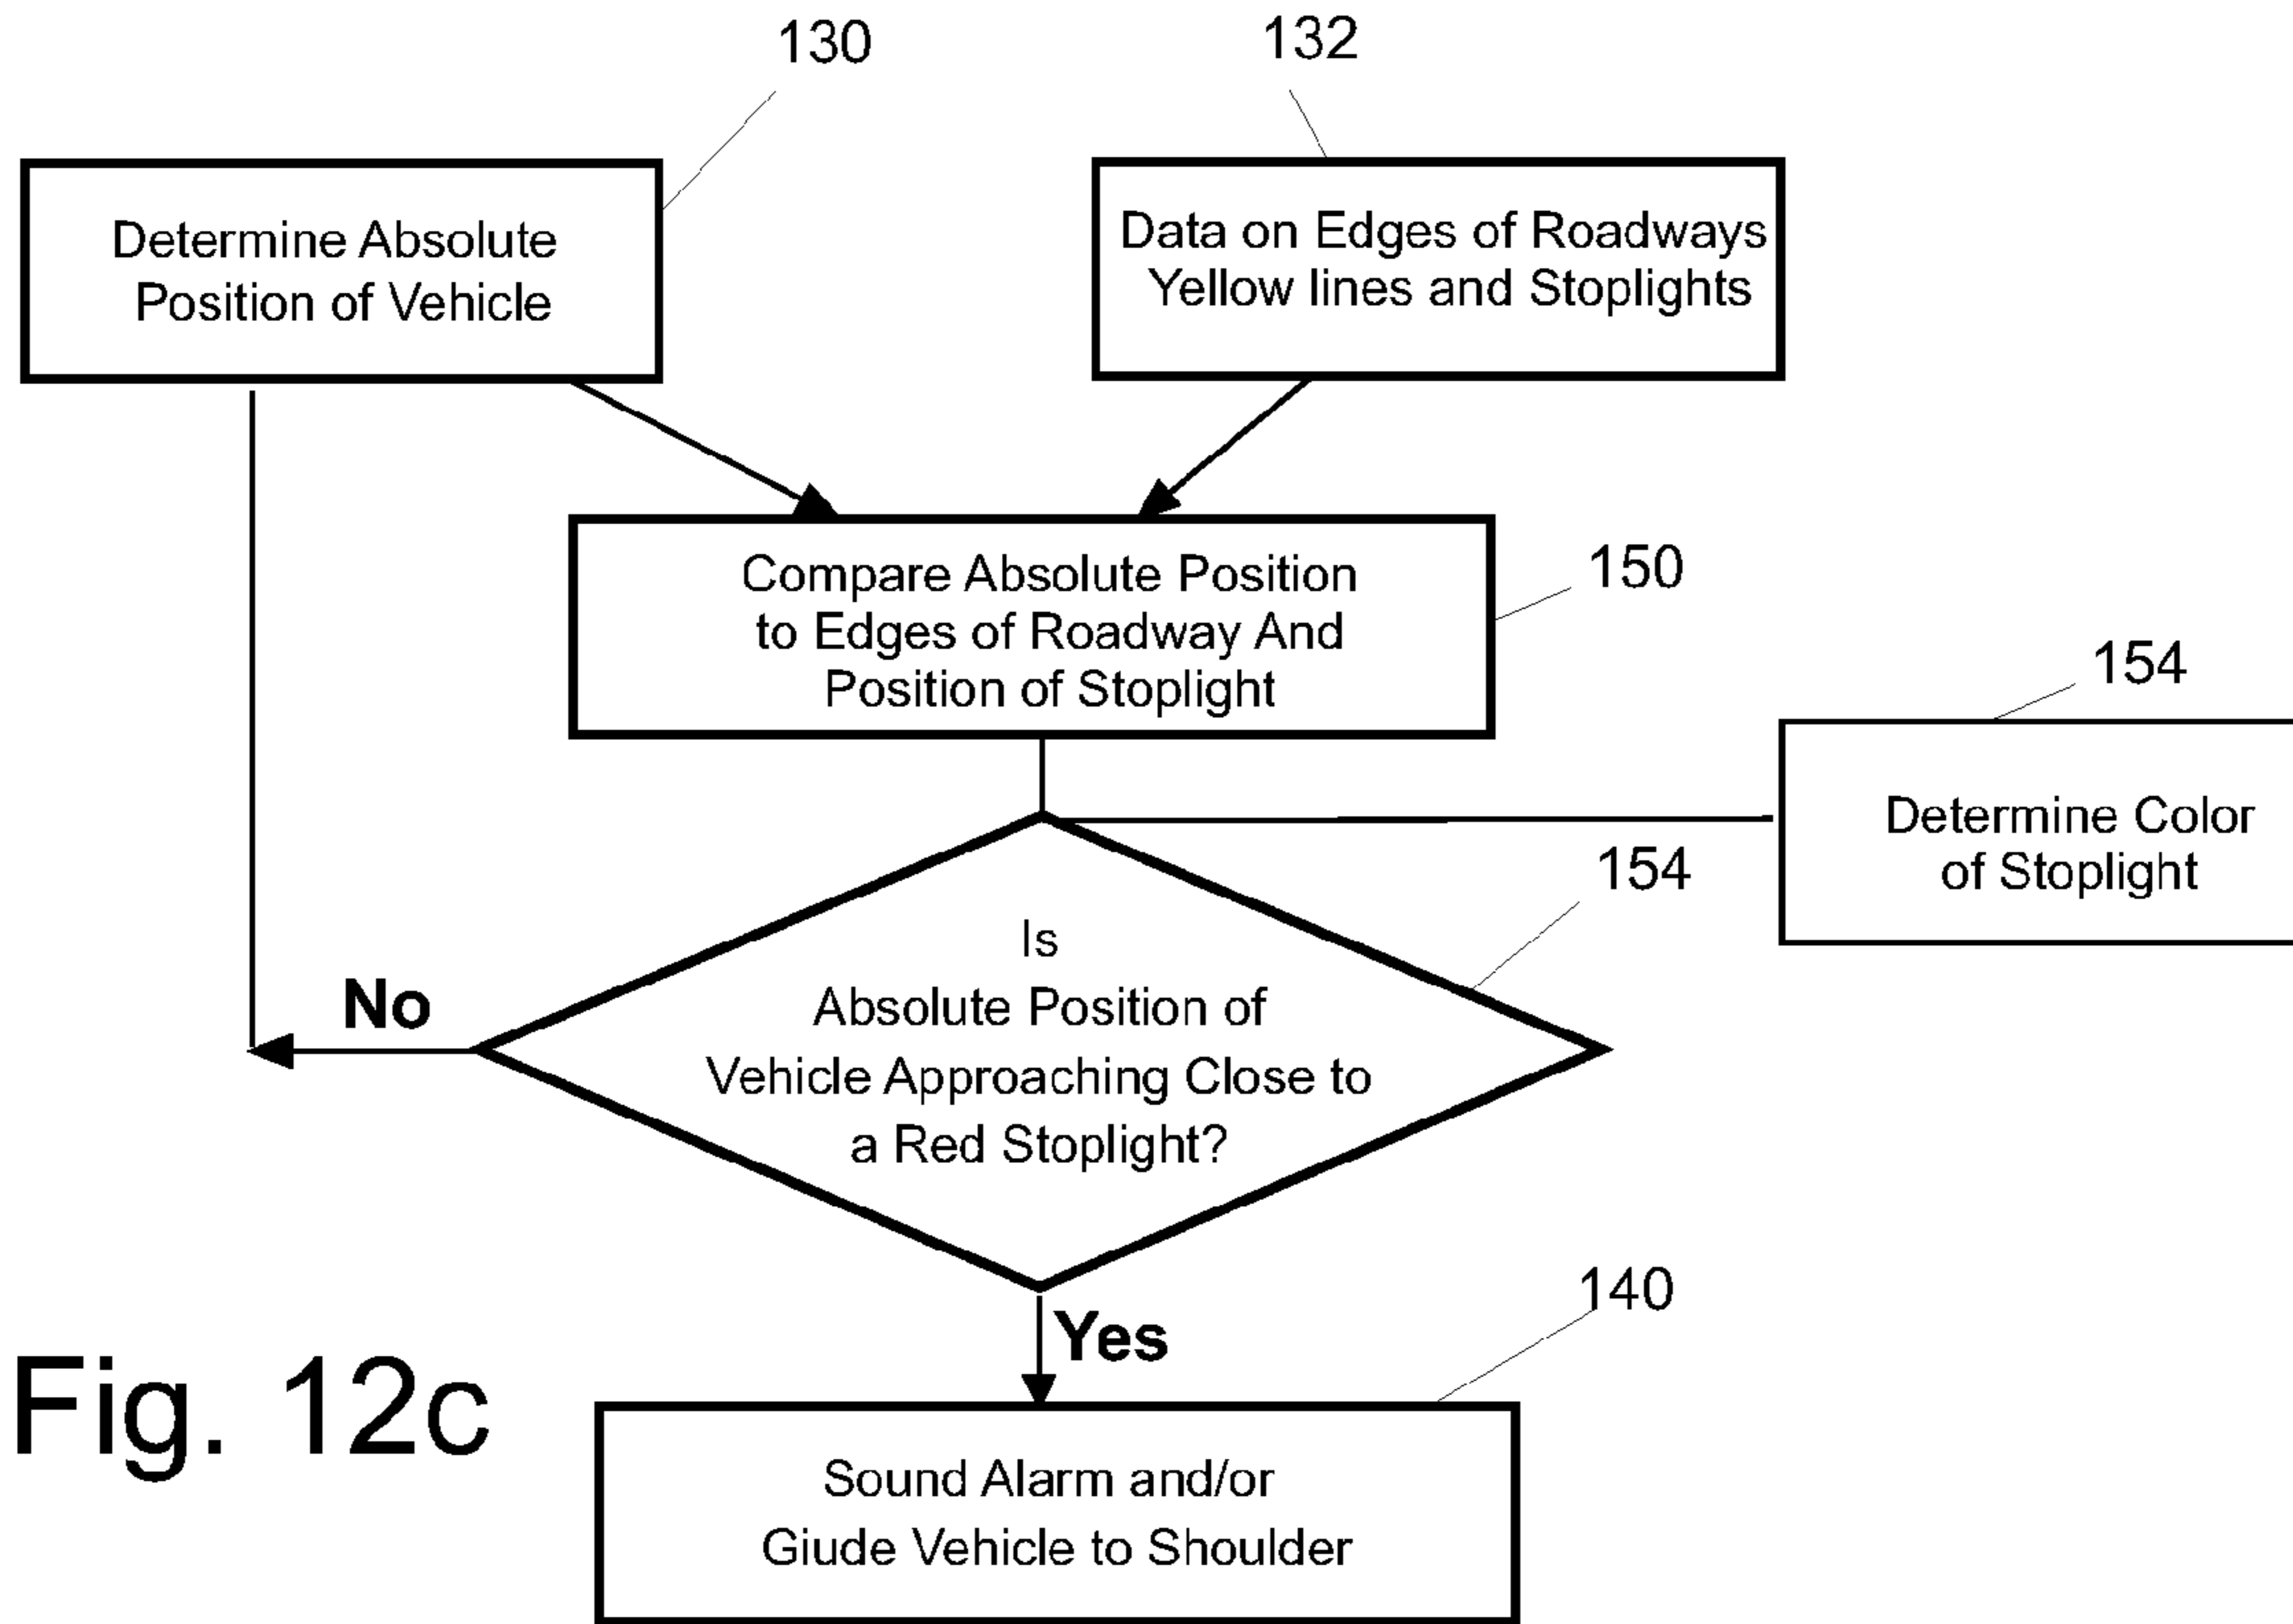 130
132
Determine Absolute
Position of Vehicle
Data on Edges of Roadways
Yellow lines and Stoplights
Compare Absolute Position
to Edges of Roadway And
Position of Stoplight
150
154
Determine Color
of Stoplight
154
Is
Absolute Position of
Vehicle Approaching Close to
a Red Stoplight?
No
Yes
140
Sound Alarm and/or
Giude Vehicle to Shoulder
Fig. 12c